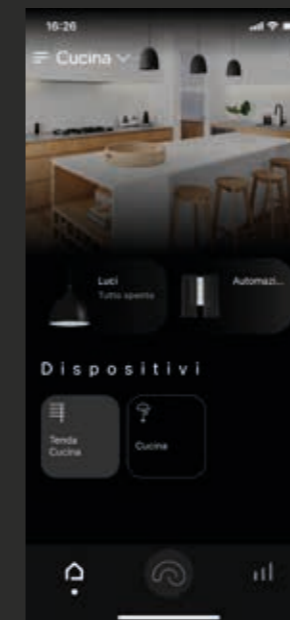 16:26
Cucina
Luci
Tutto spento
Automazi...
Dispositivi
Tenda
Cucina
Cucina